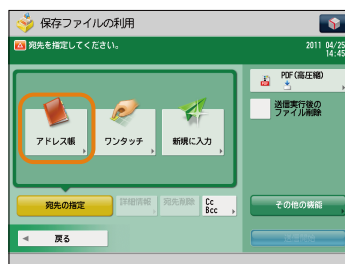 保存ファイルの利用
宛先を指定してください。
2011 04/25
14:45
PDF(高圧縮)
送信実行後の
ファイル削除
アドレス帳
ワンタッチ
新規に入力
宛先の指定
詳細情報
宛先削除
Cc
Bcc
その他の機能
戻る